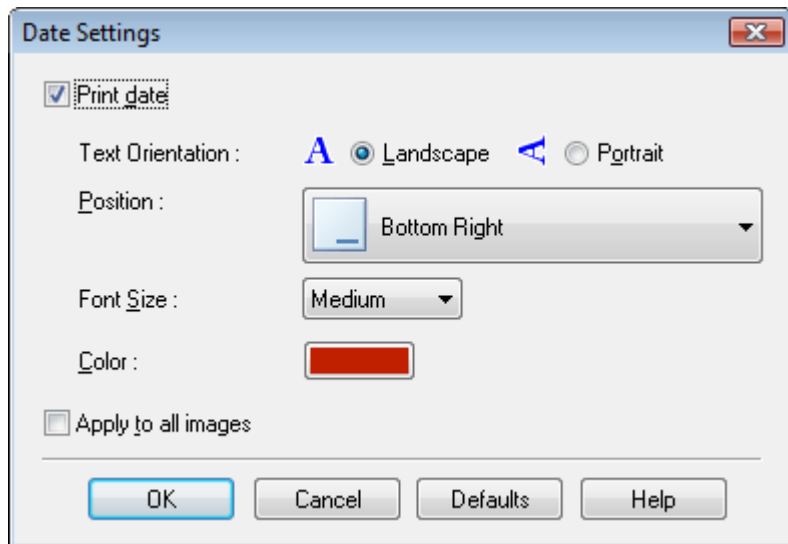 Date Settings
Print date
Text Orientation : A Landscape A Portrait
Position : Bottom Right
Font Size : Medium
Color :
Apply to all images
OK Cancel Defaults Help